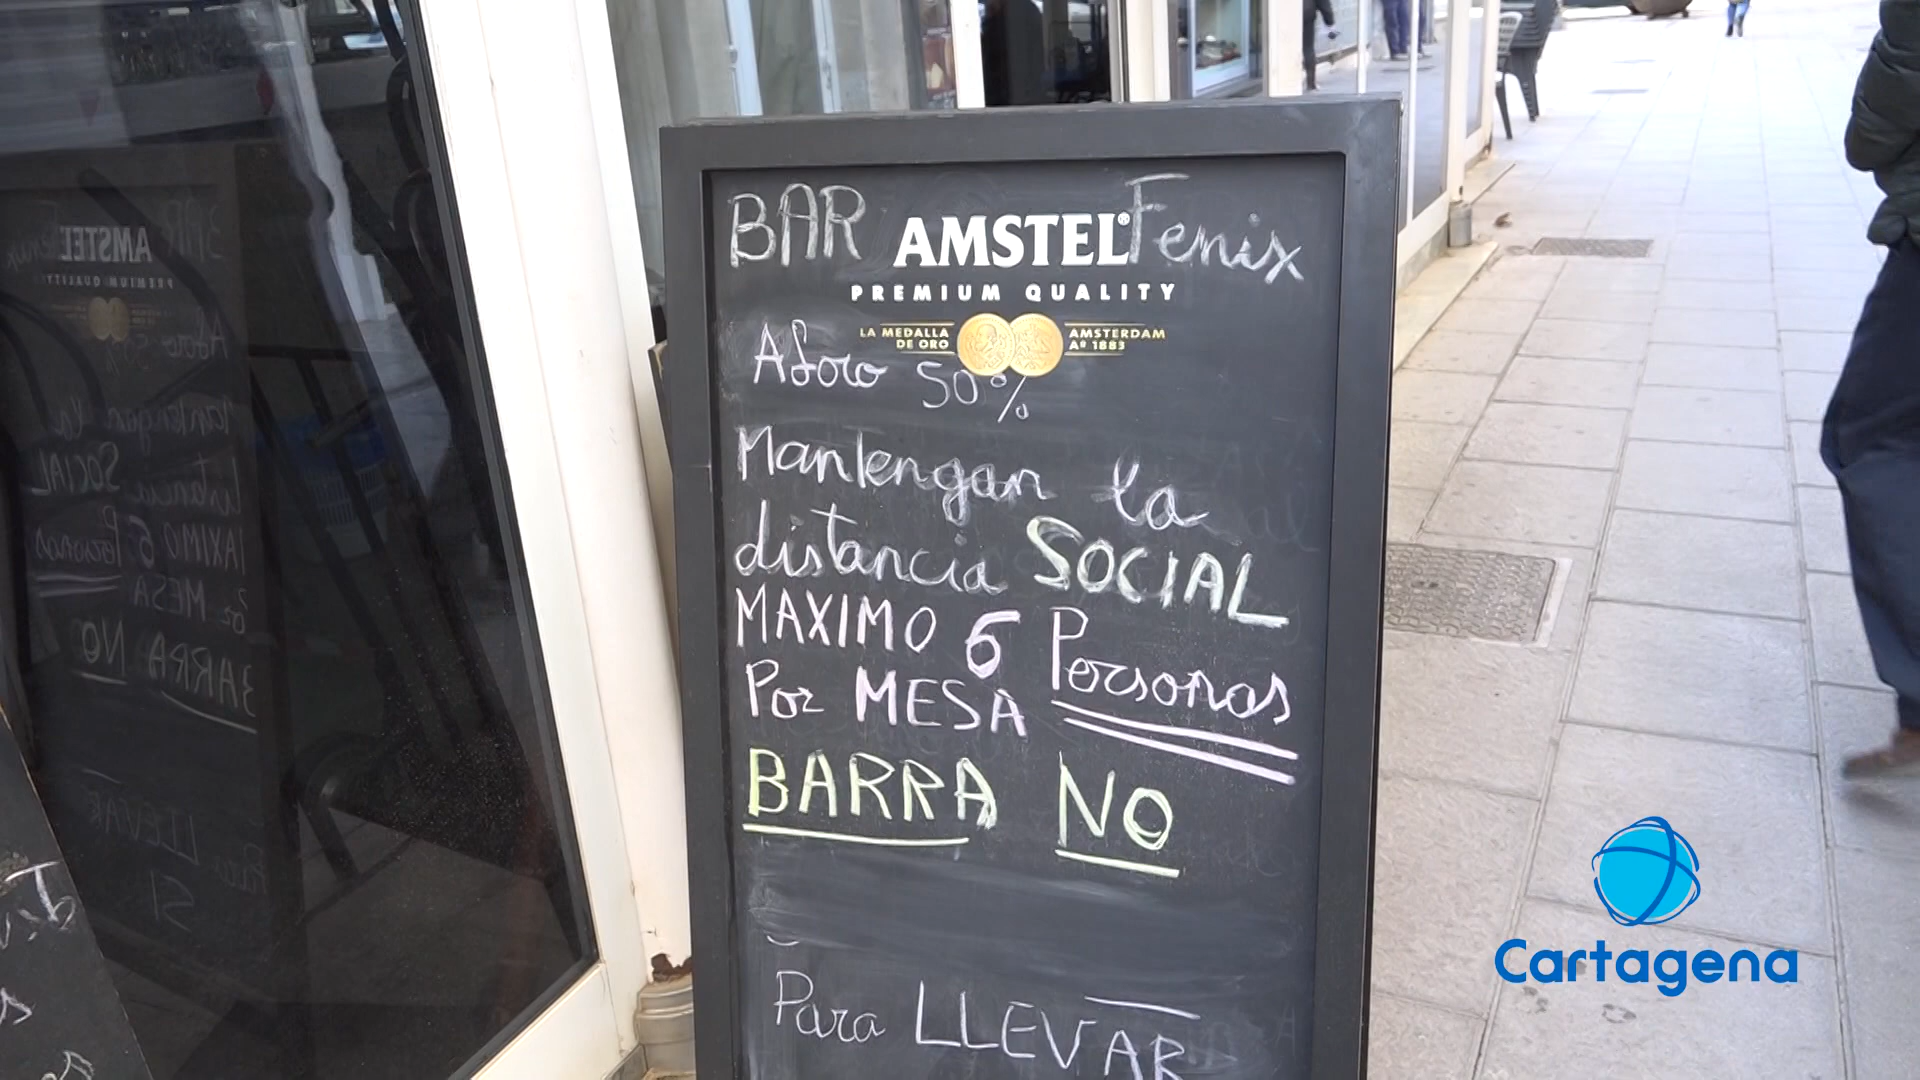 BAR AMSTEL® Fenix
PREMIUM QUALITY
LA MEDALLA DE ORO
AMSTERDAM Aº 1883
Aforo 50%
Mantengan la
distancia SOCIAL
MAXIMO 6 Personas
Por MESA
BARRA NO
Para LLEVAR
Cartagena